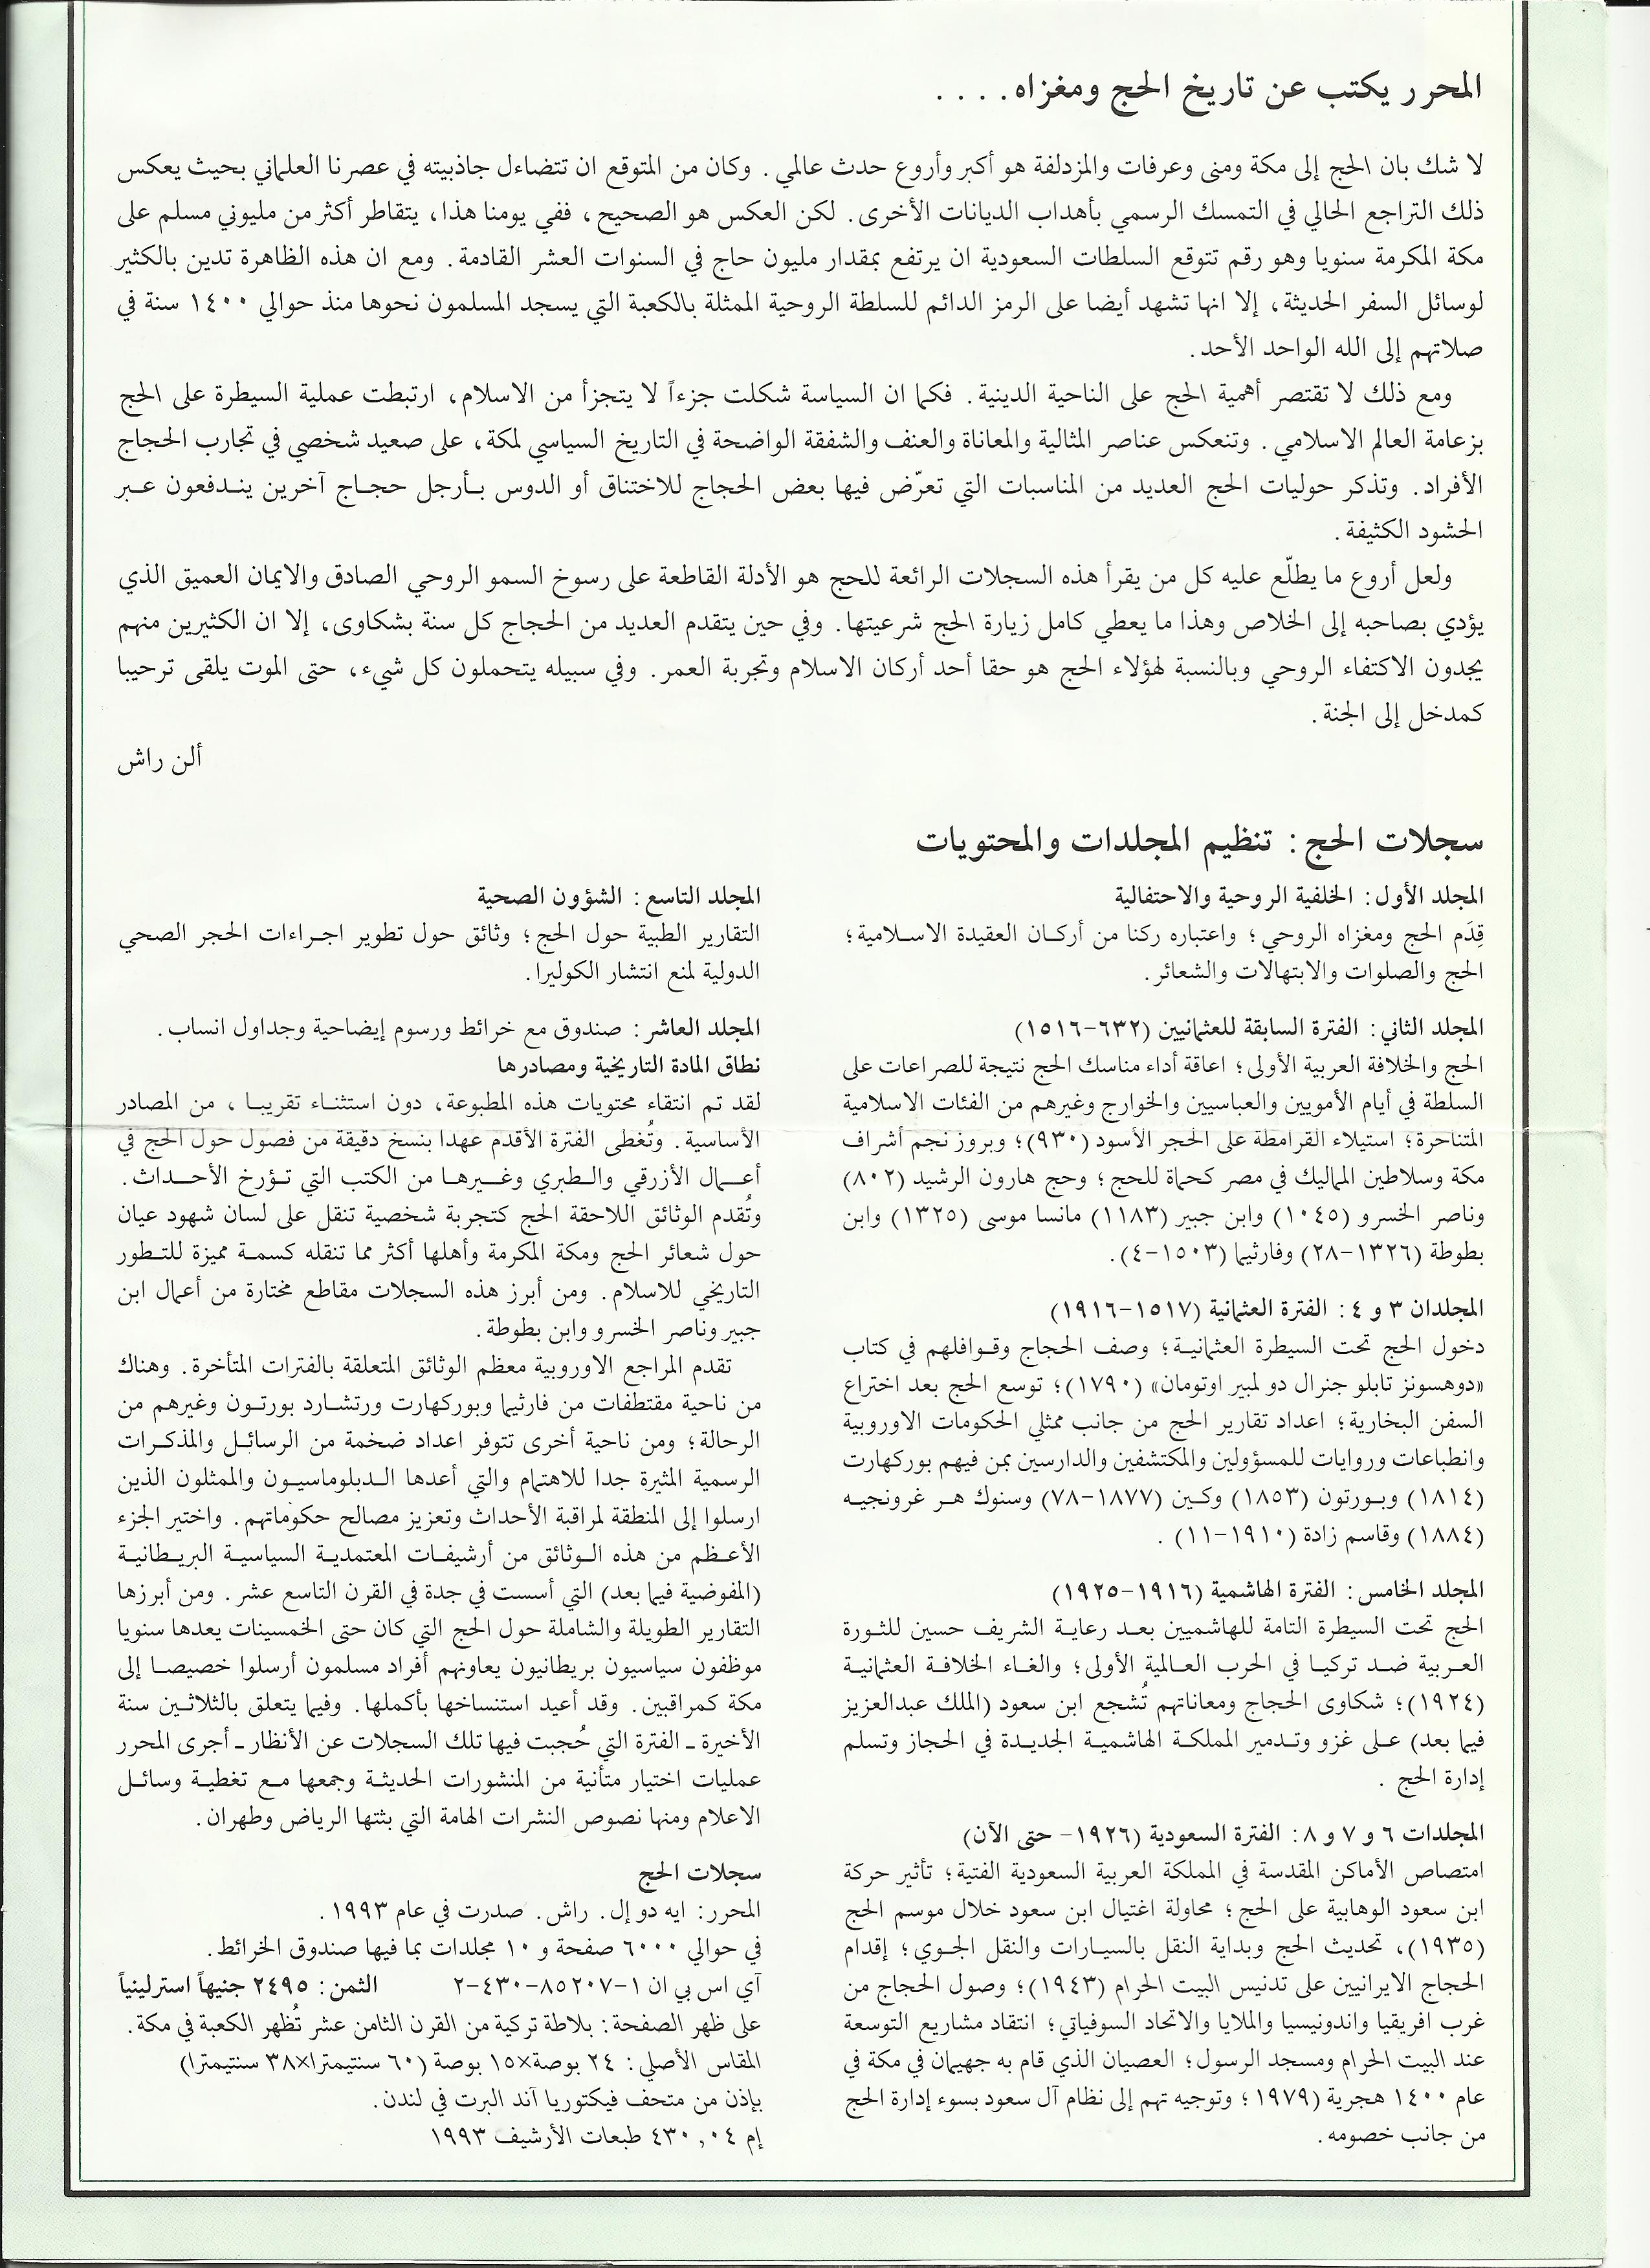 المحرر يكتب عن تاريخ الحج ومغزاه. . . .
لا شك بان الحج إلى مكة ومنى وعرفات والمزدلفة هو أكبر وأروع حدث عالمي. وكان من المتوقع ان تتضاءل جاذبيته في عصرنا العلماني بحيث يعكس
ذلك التراجع الحالي في التمسك الرسمي بأهداب الديانات الأخرى. لكن العكس هو الصحيح، ففي يومنا هذا، يتقاطر أكثر من مليوني مسلم على
مكة المكرمة سنويا وهو رقم تتوقع السلطات السعودية ان يرتفع بمقدار مليون حاج في السنوات العشر القادمة. ومع ان هذه الظاهرة تدين بالكثير
لوسائل السفر الحديثة، إلا انها تشهد أيضا على الرمز الدائم للسلطة الروحية الممثلة بالكعبة التي يسجد المسلمون نحوها منذ حوالي ١٤٠٠ سنة في
صلاتهم إلى الله الواحد الأحد.
ومع ذلك لا تقتصر أهمية الحج على الناحية الدينية. فكما ان السياسة شكلت جزءاً لا يتجزأ من الاسلام، ارتبطت عملية السيطرة على الحج
بزعامة العالم الاسلامي. وتنعكس عناصر المثالية والمعاناة والعنف والشفقة الواضحة في التاريخ السياسي لمكة، على صعيد شخصي في تجارب الحجاج
الأفراد. وتذكر حوليات الحج العديد من المناسبات التي تعرّض فيها بعض الحجاج للاختناق أو الدوس بأرجل حجاج آخرين يندفعون عبر
الحشود الكثيفة.
ولعل أروع ما يطلّع عليه كل من يقرأ هذه السجلات الرائعة للحج هو الأدلة القاطعة على رسوخ السمو الروحي الصادق والايمان العميق الذي
يؤدي بصاحبه إلى الخلاص وهذا ما يعطي كامل زيارة الحج شرعيتها. وفي حين يتقدم العديد من الحجاج كل سنة بشكاوى، إلا ان الكثيرين منهم
يجدون الاكتفاء الروحي وبالنسبة لهؤلاء الحج هو حقا أحد أركان الاسلام وتجربة العمر. وفي سبيله يتحملون كل شيء، حتى الموت يلقى ترحيبا
كمدخل إلى الجنة.
ألن راش
سجلات الحج: تنظيم المجلدات والمحتويات
المجلد الأول: الخلفية الروحية والاحتفالية
قِدَم الحج ومغزاه الروحي؛ واعتباره ركنا من أركان العقيدة الاسلامية؛
الحج والصلوات والابتهالات والشعائر.
المجلد الثاني: الفترة السابقة للعثمانيين (٦٣٢-١٥١٦)
الحج والخلافة العربية الأولى؛ اعاقة أداء مناسك الحج نتيجة للصراعات على
السلطة في أيام الأمويين والعباسيين والخوارج وغيرهم من الفئات الاسلامية
المتناحرة؛ استيلاء القرامطة على الحجر الأسود (٩٣٠)؛ وبروز نجم أشراف
مكة وسلاطين المماليك في مصر كحماة للحج؛ وحج هارون الرشيد (٨٠٢)
وناصر الخسرو (١٠٤٥) وابن جبير (١١٨٣) مانسا موسى (١٣٢٥) وابن
بطوطة (١٣٢٦-٢٨) وفارثيما (١٥٠٣-٤).
المجلدان ٣ و ٤: الفترة العثمانية (١٥١٧-١٩١٦)
دخول الحج تحت السيطرة العثمانية؛ وصف الحجاج وقوافلهم في كتاب
«دوهسونز تابلو جنرال دو لمبير اوتومان» (١٧٩٠)؛ توسع الحج بعد اختراع
السفن البخارية؛ اعداد تقارير الحج من جانب ممثلي الحكومات الاوروبية
وانطباعات وروايات للمسؤولين والمكتشفين والدارسين بمن فيهم بوركهارت
(١٨١٤) وبورتون (١٨٥٣) وكين (١٨٧٧-٧٨) وسنوك هر غرونجيه
(١٨٨٤) وقاسم زادة (١٩١٠-١١) .
المجلد الخامس: الفترة الهاشمية (١٩١٦-١٩٢٥)
الحج تحت السيطرة التامة للهاشميين بعد رعاية الشريف حسين للثورة
العربية ضد تركيا في الحرب العالمية الأولى؛ والغاء الخلافة العثمانية
(١٩٢٤)؛ شكاوى الحجاج ومعاناتهم تُشجع ابن سعود (الملك عبدالعزيز
فيما بعد) على غزو وتدمير المملكة الهاشمية الجديدة في الحجاز وتسلم
إدارة الحج .
المجلدات ٦ و ٧ و ٨: الفترة السعودية (١٩٢٦- حتى الآن)
امتصاص الأماكن المقدسة في المملكة العربية السعودية الفتية؛ تأثير حركة
ابن سعود الوهابية على الحج؛ محاولة اغتيال ابن سعود خلال موسم الحج
(١٩٣٥)، تحديث الحج وبداية النقل بالسيارات والنقل الجوي؛ إقدام
الحجاج الايرانيين على تدنيس البيت الحرام (١٩٤٣)؛ وصول الحجاج من
غرب افريقيا واندونيسيا والملايا والاتحاد السوفياتي؛ انتقاد مشاريع التوسعة
عند البيت الحرام ومسجد الرسول؛ العصيان الذي قام به جهيمان في مكة في
عام ١٤٠٠ هجرية (١٩٧٩؛ وتوجيه تهم إلى نظام آل سعود بسوء إدارة الحج
من جانب خصومه.
المجلد التاسع: الشؤون الصحية
التقارير الطبية حول الحج؛ وثائق حول تطوير اجراءات الحجر الصحي
الدولية لمنع انتشار الكوليرا.
المجلد العاشر: صندوق مع خرائط ورسوم إيضاحية وجداول انساب.
نطاق المادة التاريخية ومصادرها
لقد تم انتقاء محتويات هذه المطبوعة، دون استثناء تقريبا، من المصادر
الأساسية. وتُغطى الفترة الأقدم عهدا بنسخ دقيقة من فصول حول الحج في
أعمال الأزرقي والطبري وغيرها من الكتب التي تؤرخ الأحداث.
وتُقدم الوثائق اللاحقة الحج كتجربة شخصية تنقل على لسان شهود عيان
حول شعائر الحج ومكة المكرمة وأهلها أكثر مما تنقله كسمة مميزة للتطور
التاريخي للاسلام. ومن أبرز هذه السجلات مقاطع مختارة من أعمال ابن
جبير وناصر الخسرو وابن بطوطة.
تقدم المراجع الاوروبية معظم الوثائق المتعلقة بالفترات المتأخرة. وهناك
من ناحية مقتطفات من فارثيما وبوركهارت ورتشارد بورتون وغيرهم من
الرحالة؛ ومن ناحية أخرى تتوفر اعداد ضخمة من الرسائل والمذكرات
الرسمية المثيرة جدا للاهتمام والتي أعدها الدبلوماسيون والممثلون الذين
ارسلوا إلى المنطقة لمراقبة الأحداث وتعزيز مصالح حكوماتهم. واختير الجزء
الأعظم من هذه الوثائق من أرشيفات المعتمدية السياسية البريطانية
(المفوضية فيما بعد) التي أسست في جدة في القرن التاسع عشر. ومن أبرزها
التقارير الطويلة والشاملة حول الحج التي كان حتى الخمسينات يعدها سنويا
موظفون سياسيون بريطانيون يعاونهم أفراد مسلمون أرسلوا خصيصا إلى
مكة كمراقبين. وقد أعيد استنساخها بأكملها. وفيما يتعلق بالثلاثين سنة
الأخيرة ـ الفترة التي حُجبت فيها تلك السجلات عن الأنظار ـ أجرى المحرر
عمليات اختيار متأنية من المنشورات الحديثة وجمعها مع تغطية وسائل
الاعلام ومنها نصوص النشرات الهامة التي بثتها الرياض وطهران.
سجلات الحج
المحرر: ايه دو إل. راش. صدرت في عام ١٩٩٣.
في حوالي ٦٠٠٠ صفحة و ١٠ مجلدات بما فيها صندوق الخرائط.
آي اس بي ان ١-٨٥٢٠٧-٤٣٠-٢ الثمن: ٢٤٩٥ جنيهاً استرلينياً
على ظهر الصفحة: بلاطة تركية من القرن الثامن عشر تُظهر الكعبة في مكة.
المقاس الأصلي: ٢٤ بوصة×١٥ بوصة (٦٠ سنتيمترا×٣٨ سنتيمترا)
بإذن من متحف فيكتوريا آند البرت في لندن.
إم ٤٣٠,٠٤ طبعات الأرشيف ١٩٩٣